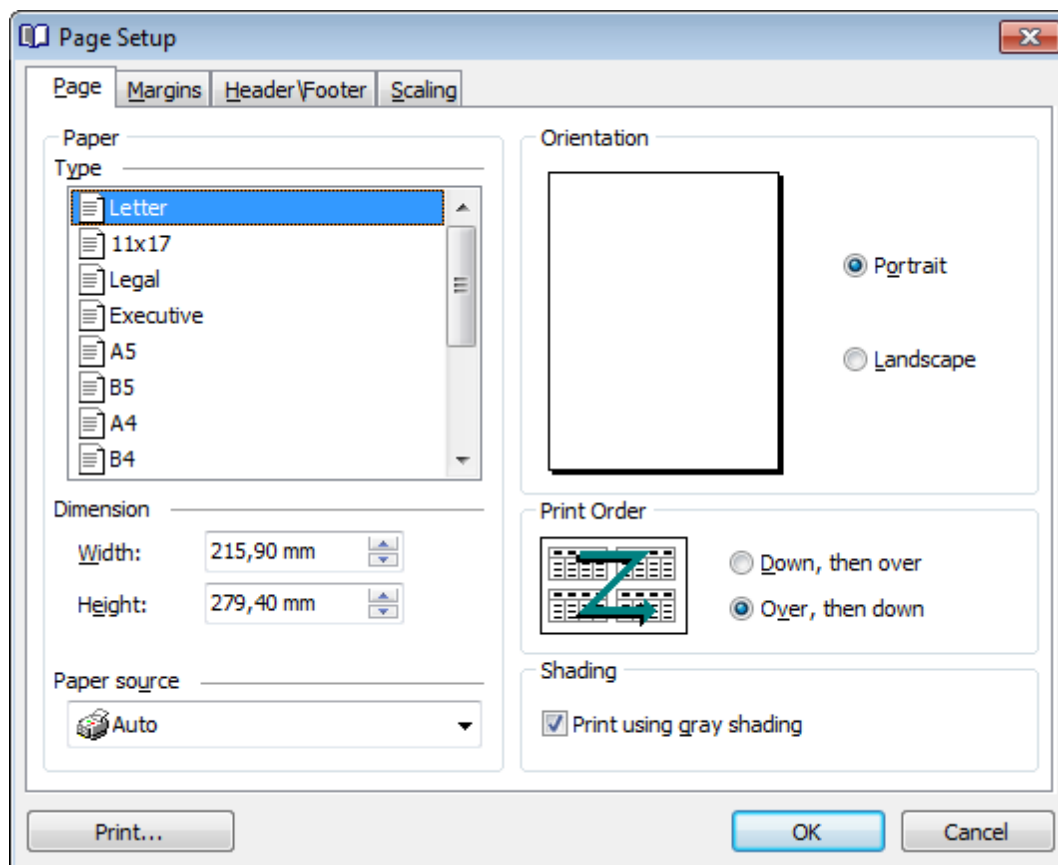 Page Setup
Page Margins Header\Footer Scaling
Paper
Type
Letter
11x17
Legal
Executive
A5
B5
A4
B4
Dimension
Width: 215,90 mm
Height: 279,40 mm
Paper source
Auto
Orientation
Portrait
Landscape
Print Order
Down, then over
Over, then down
Shading
Print using gray shading
Print... OK Cancel